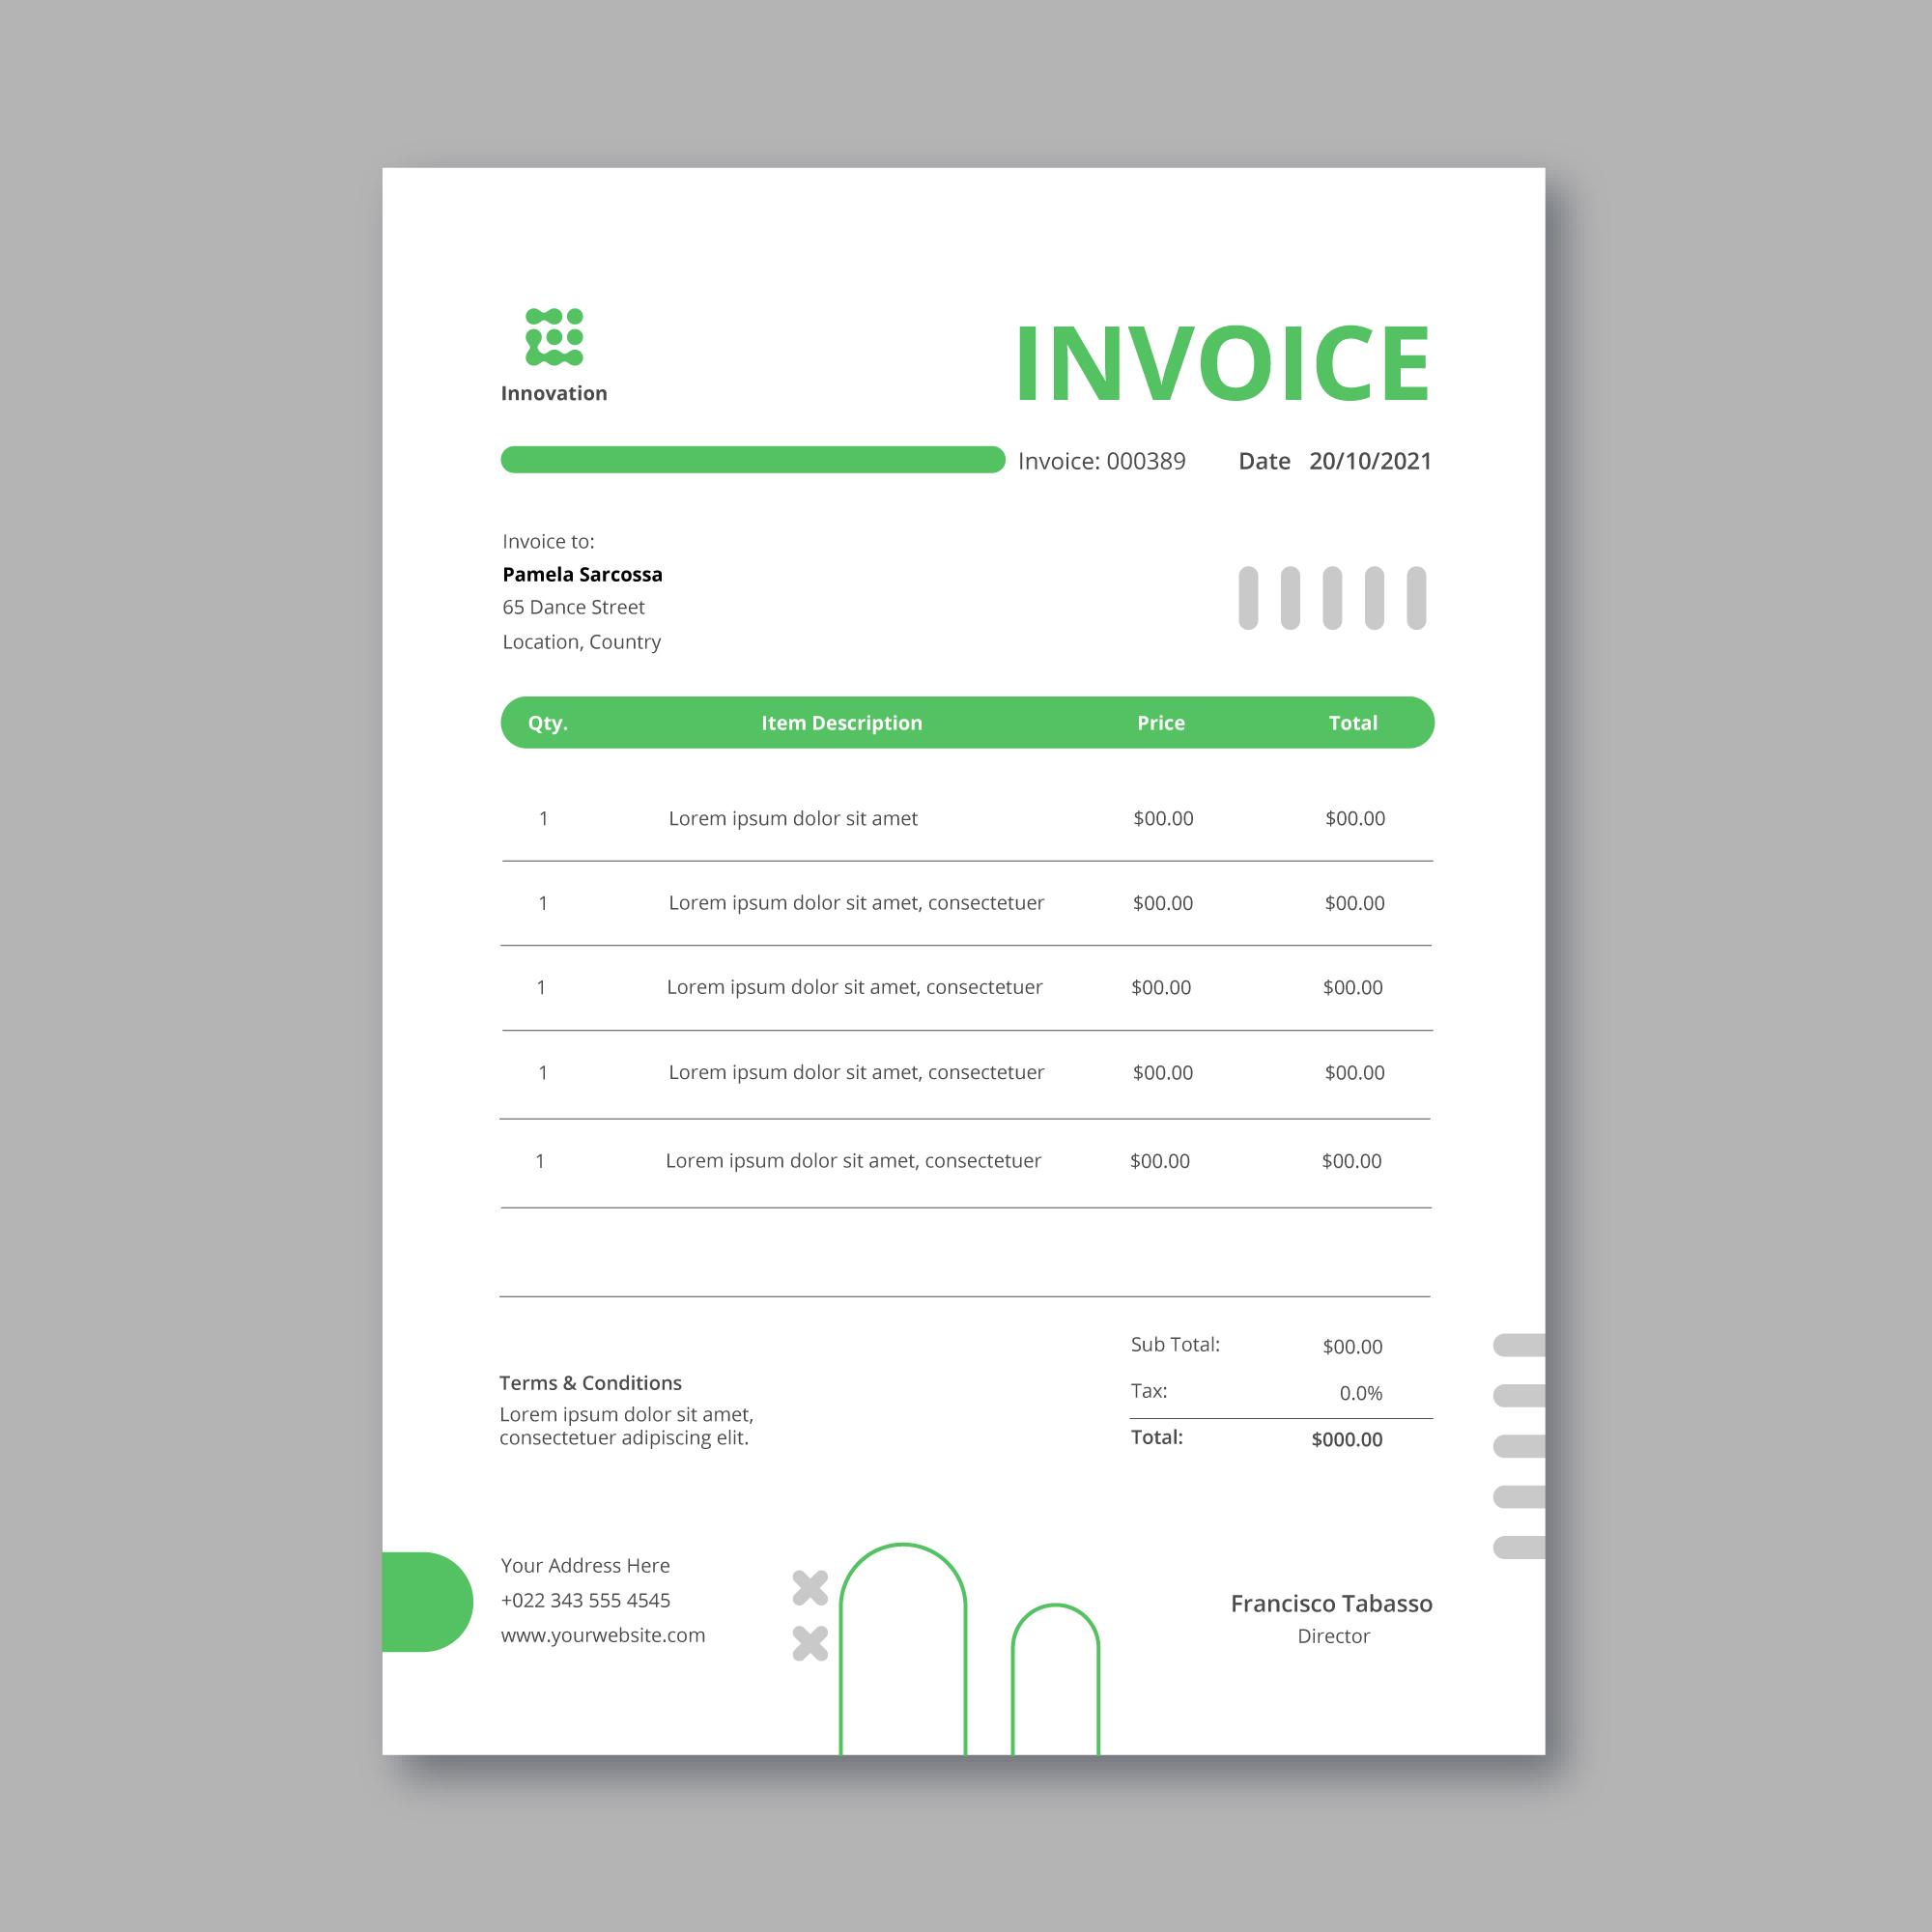 Innovation
INVOICE
Invoice: 000389 Date 20/10/2021
Invoice to:
Pamela Sarcossa
65 Dance Street
Location, Country
Qty. Item Description Price Total
1 Lorem ipsum dolor sit amet $00.00 $00.00
1 Lorem ipsum dolor sit amet, consectetuer $00.00 $00.00
1 Lorem ipsum dolor sit amet, consectetuer $00.00 $00.00
1 Lorem ipsum dolor sit amet, consectetuer $00.00 $00.00
1 Lorem ipsum dolor sit amet, consectetuer $00.00 $00.00
Sub Total: $00.00
Tax: 0.0%
Total: $000.00
Terms & Conditions
Lorem ipsum dolor sit amet,
consectetuer adipiscing elit.
Your Address Here
+022 343 555 4545
www.yourwebsite.com
Francisco Tabasso
Director